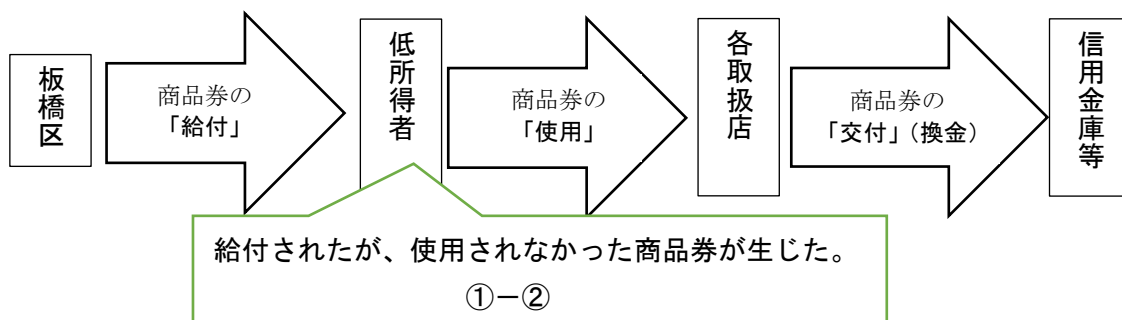 板橋区
商品券の
「給付」
低所得者
商品券の
「使用」
各取扱店
商品券の
「交付」（換金）
信用金庫等
給付されたが、使用されなかった商品券が生じた。
①－②